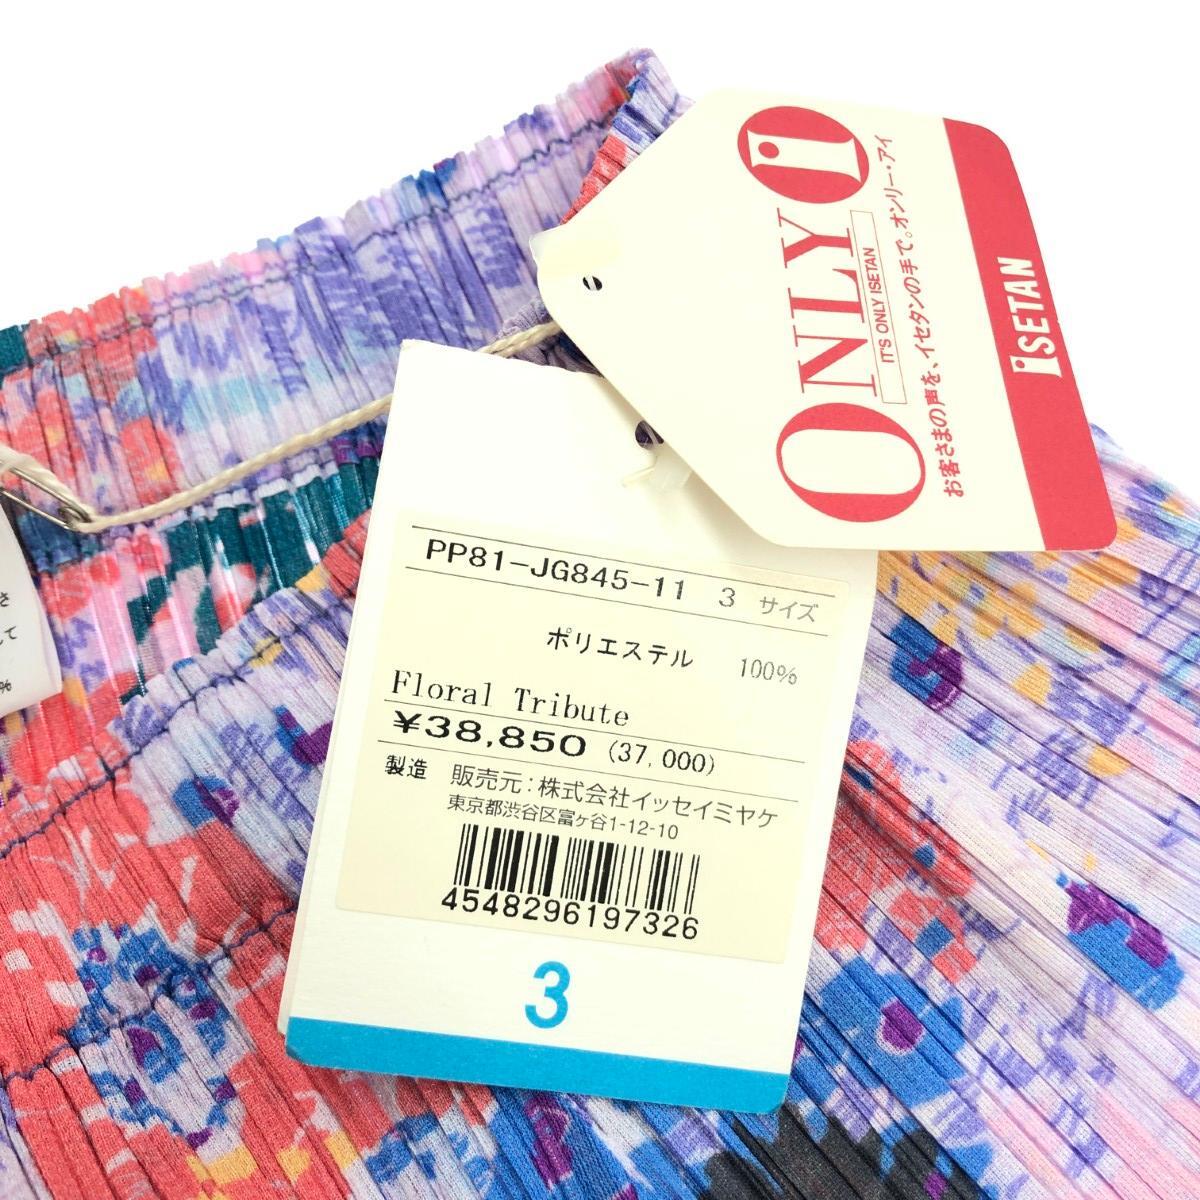 ONLY i
IT'S ONLY ISETAN
お客さまの声を、イセタンの手で。オンリー・アイ
iSETAN
PP81-JG845-11 3 サイズ
ポリエステル 100%
Floral Tribute
¥38,850 (37,000)
製造 販売元:株式会社イッセイミヤケ
東京都渋谷区富ヶ谷1-12-10
4548296197326
3
さ
て
%